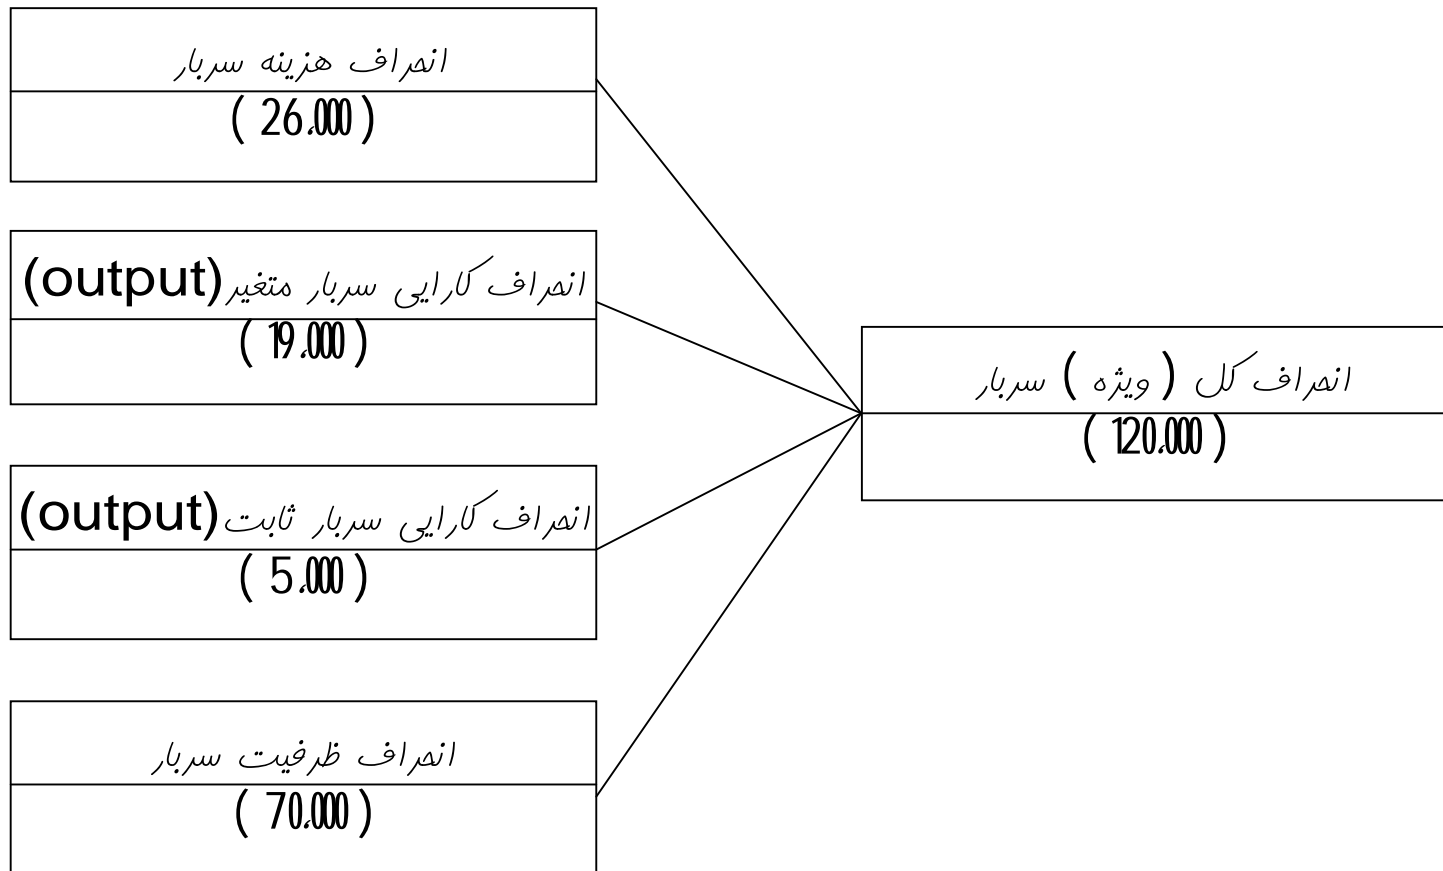 انحراف هزینه سربار
( 26،000 )
انحراف کارایی سربار متغیر (output)
( 19،000 )
انحراف کارایی سربار ثابت (output)
( 5،000 )
انحراف ظرفیت سربار
( 70،000 )
انحراف کل ( ویژه ) سربار
( 120،000 )